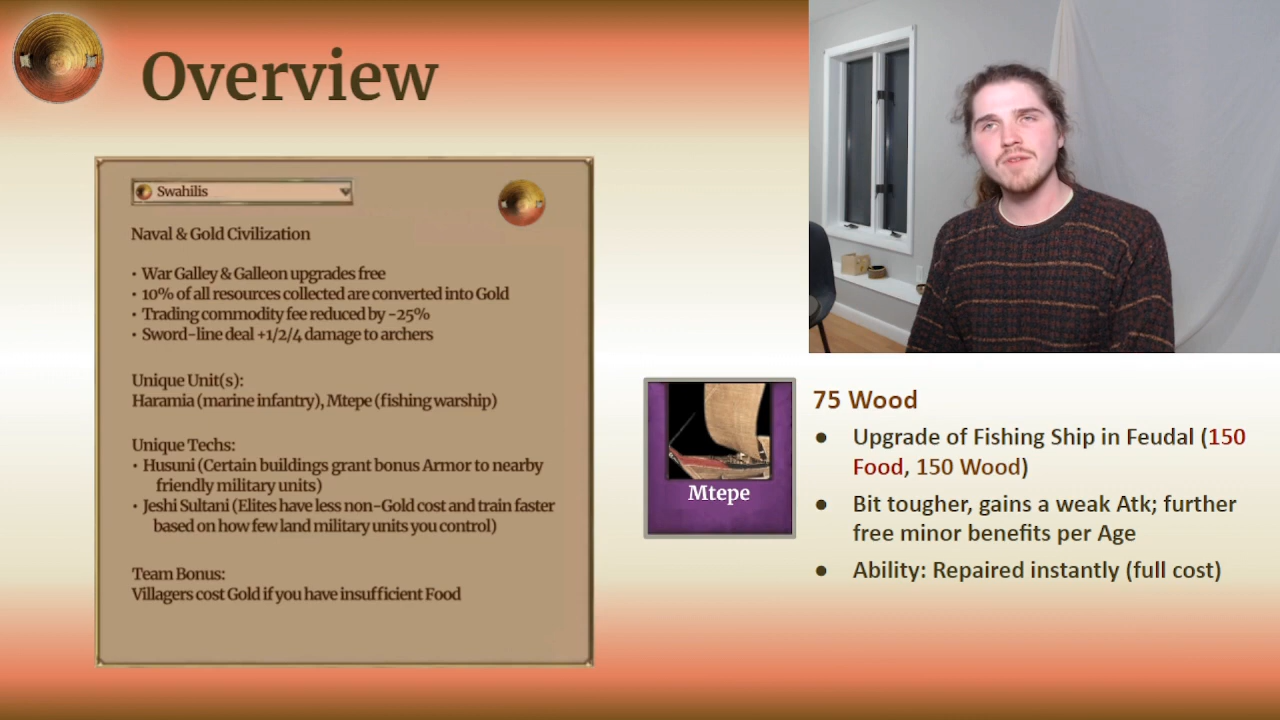 Overview
Swahilis
Naval & Gold Civilization
• War Galley & Galleon upgrades free
• 10% of all resources collected are converted into Gold
• Trading commodity fee reduced by -25%
• Sword-line deal +1/2/4 damage to archers
Unique Unit(s):
Haramia (marine infantry), Mtepe (fishing warship)
Unique Techs:
• Husuni (Certain buildings grant bonus Armor to nearby
friendly military units)
• Jeshi Sultani (Elites have less non-Gold cost and train faster
based on how few land military units you control)
Team Bonus:
Villagers cost Gold if you have insufficient Food
Mtepe
75 Wood
● Upgrade of Fishing Ship in Feudal (150
Food, 150 Wood)
● Bit tougher, gains a weak Atk; further
free minor benefits per Age
● Ability: Repaired instantly (full cost)